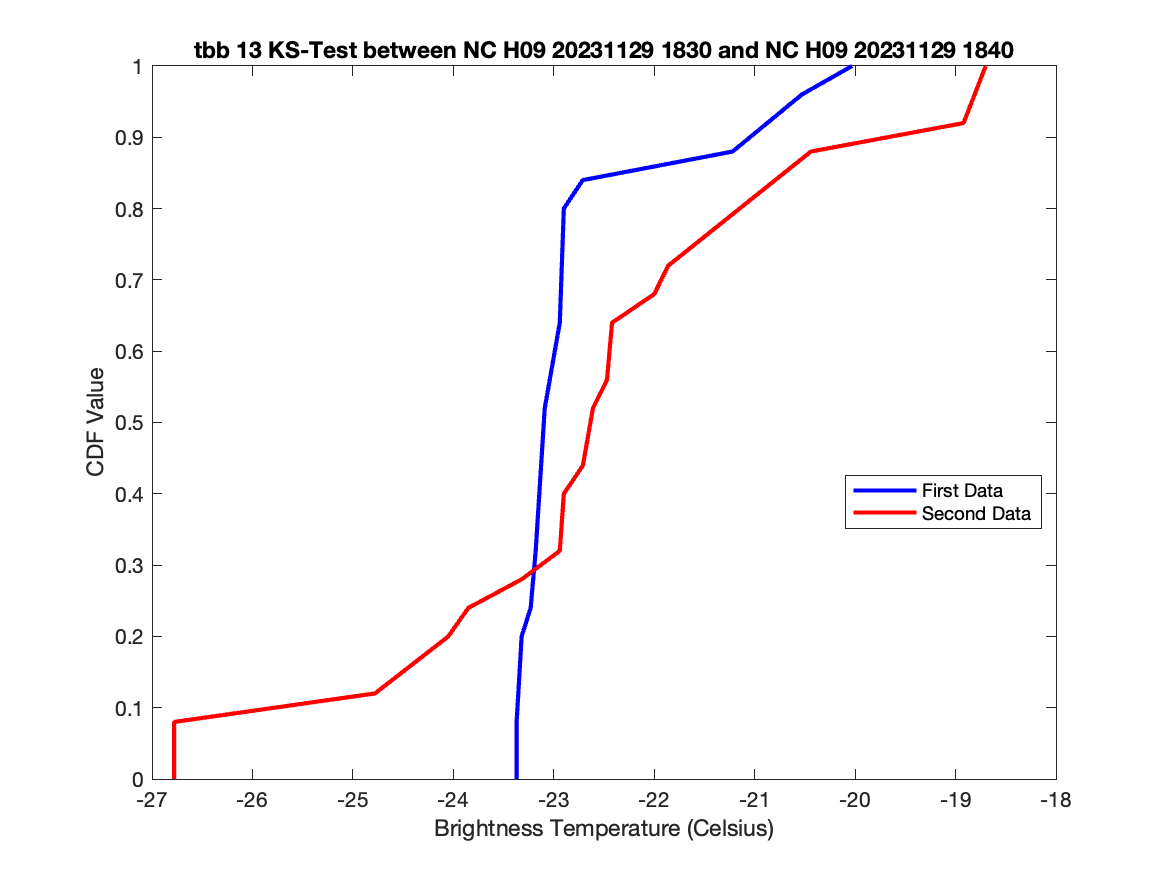 tbb 13 KS-Test between NC H09 20231129 1830 and NC H09 20231129 1840
1
0.9
0.8
0.7
0.6
0.5
0.4
0.3
0.2
0.1
0
CDF Value
First Data
Second Data
-27 -26 -25 -24 -23 -22 -21 -20 -19 -18
Brightness Temperature (Celsius)